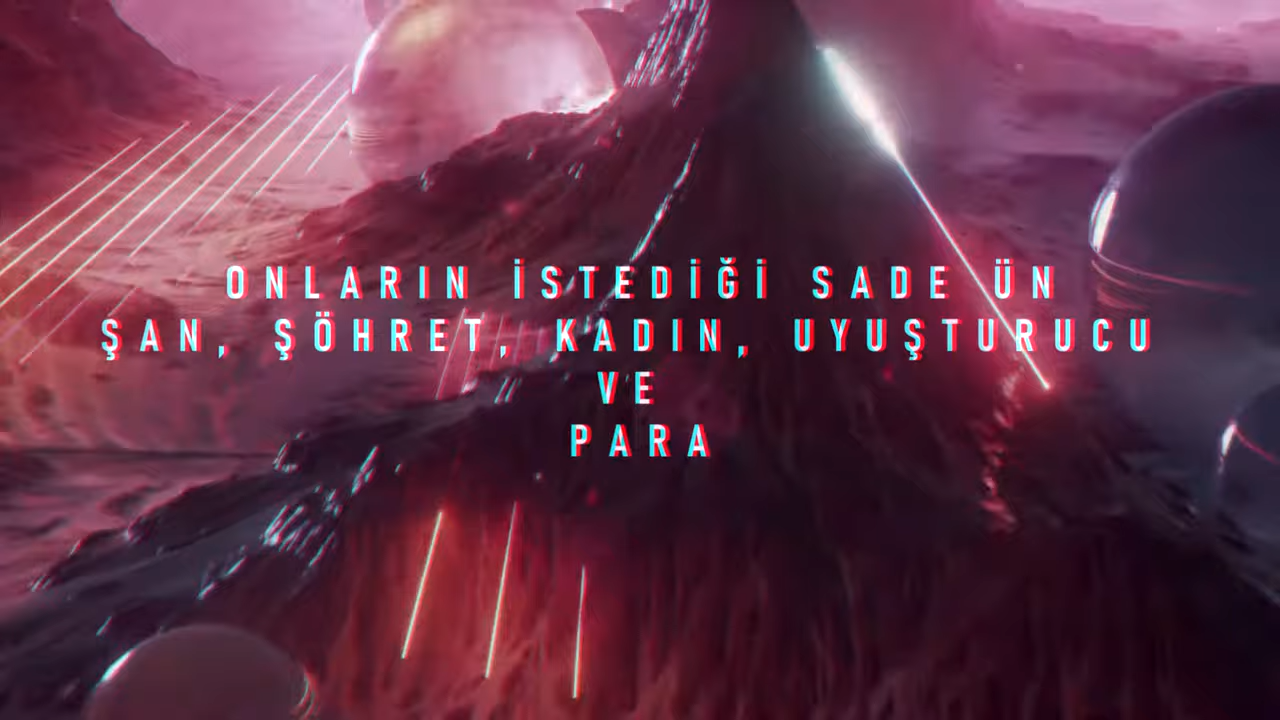 ONLARIN İSTEDİĞİ SADE ÜN
ŞAN, ŞÖHRET, KADIN, UYUŞTURUCU
VE
PARA